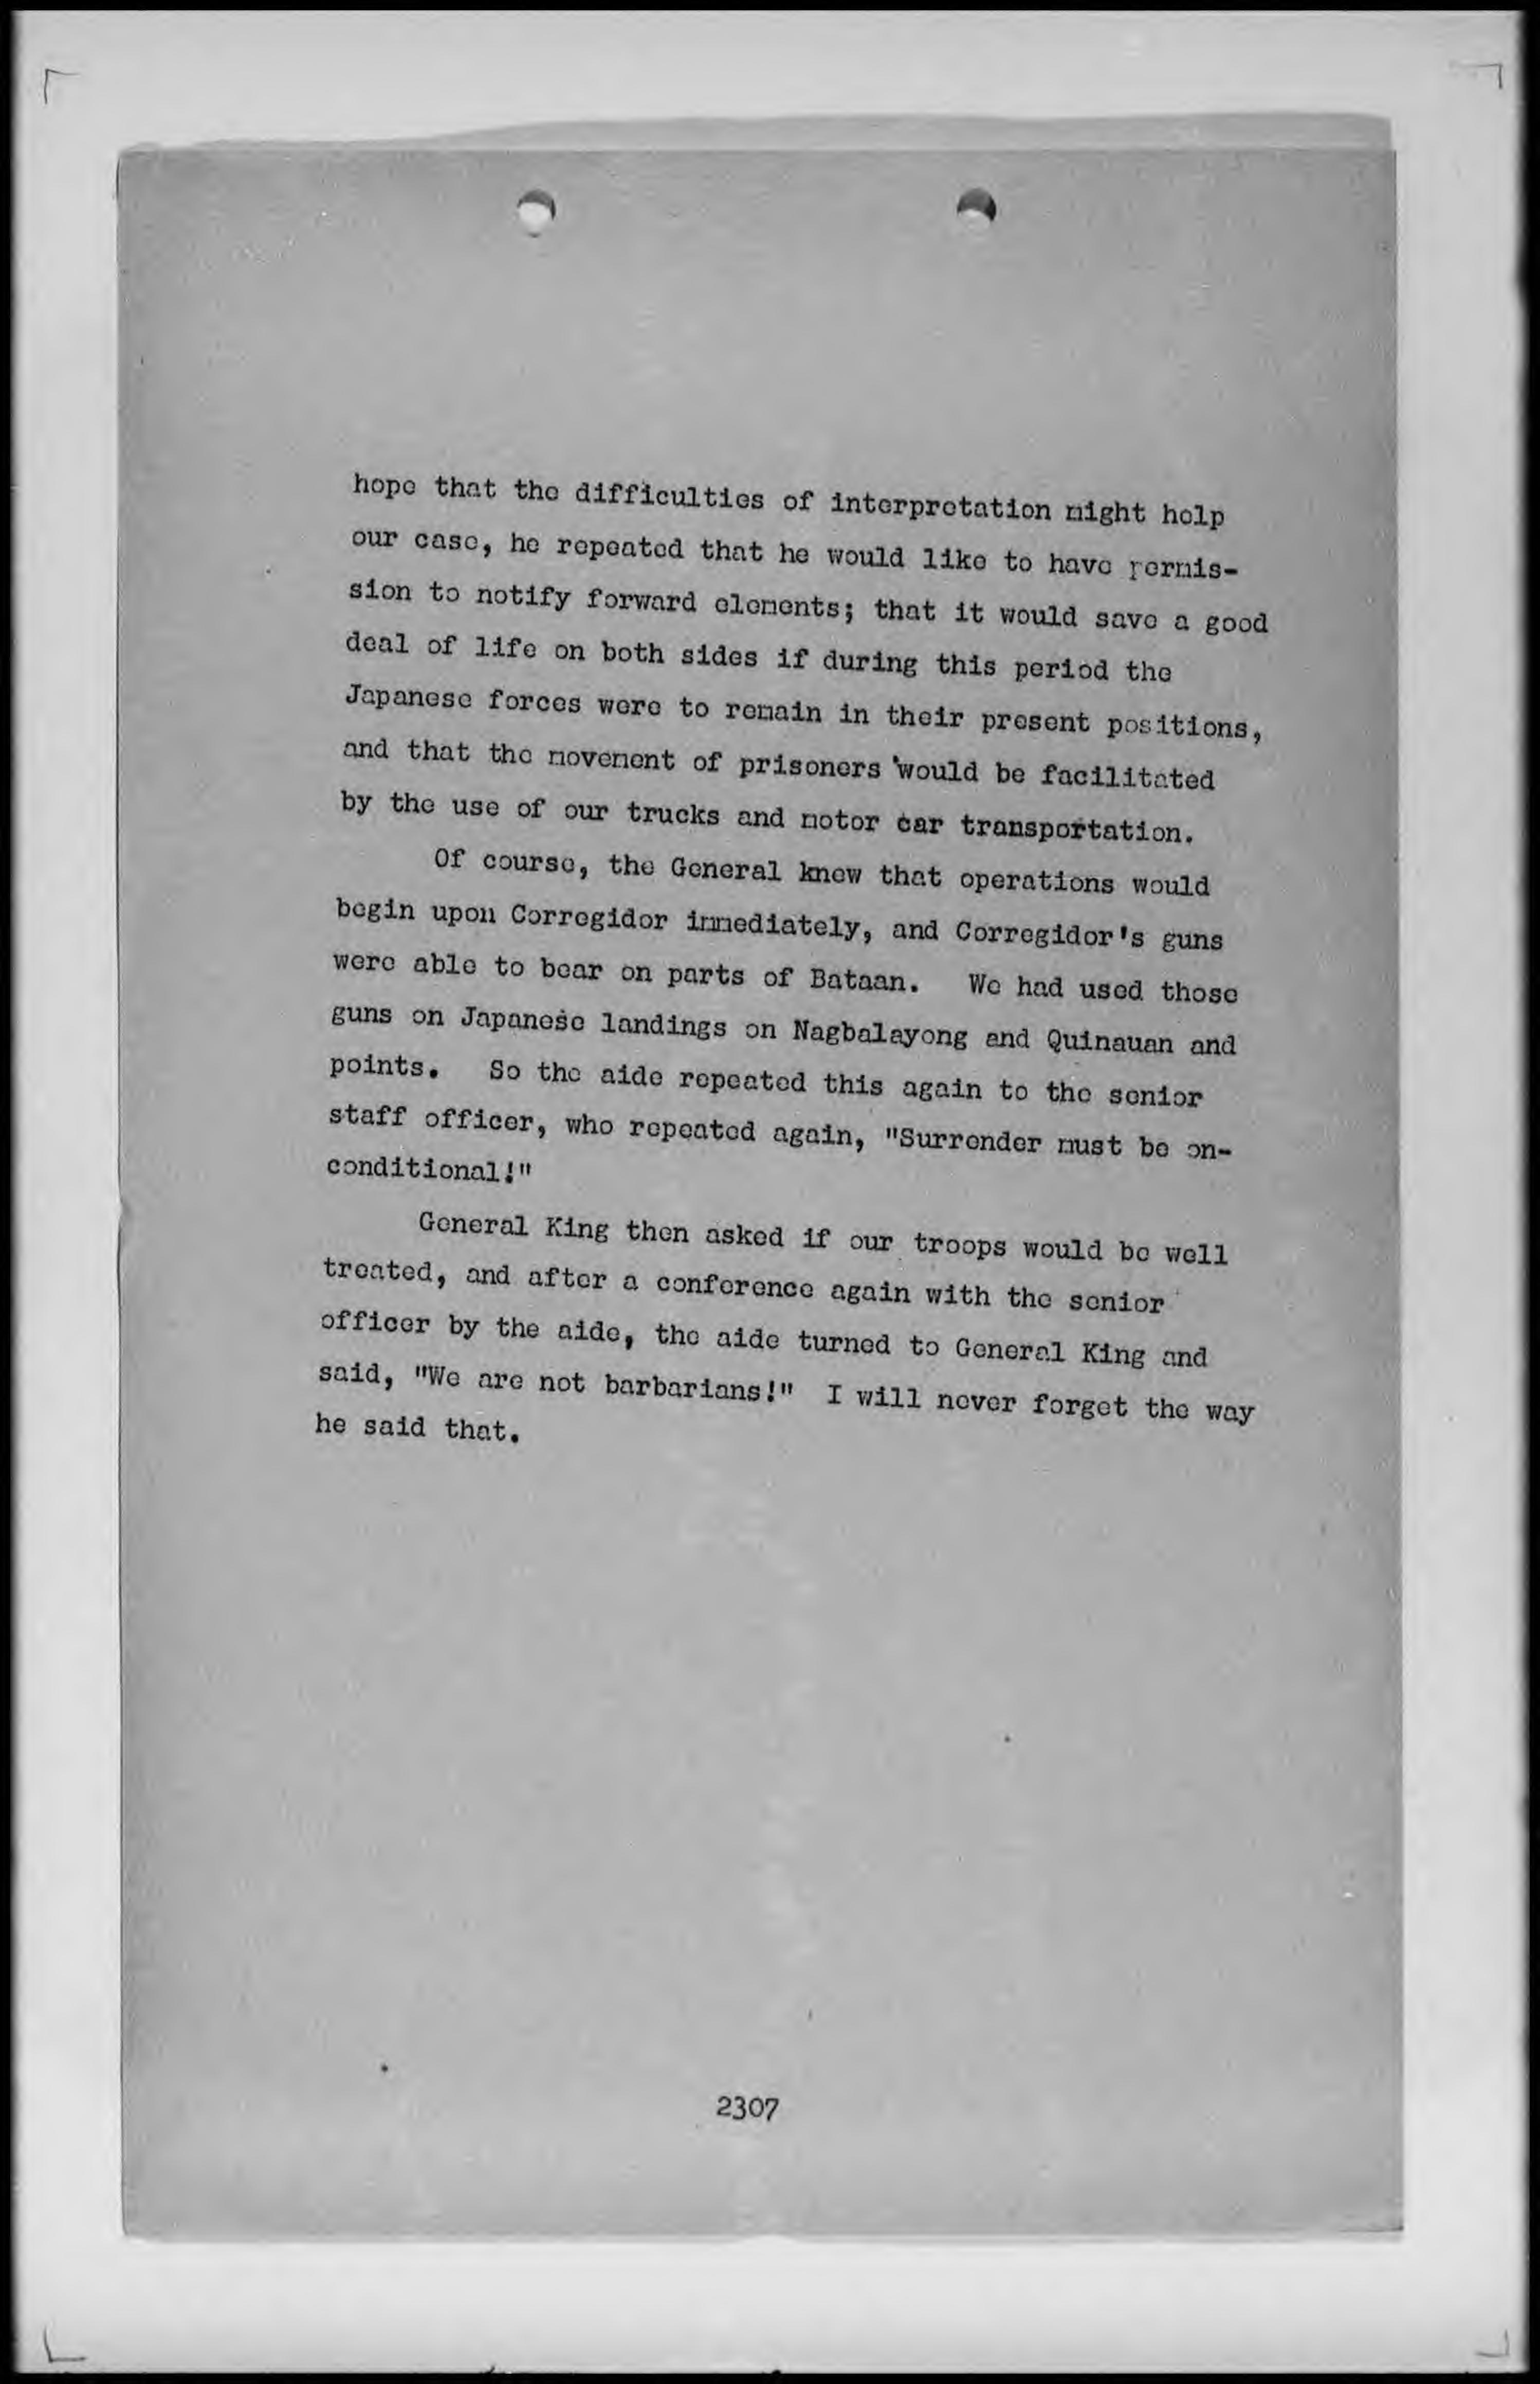 hope that the difficulties of interpretation might help
our case, he repeated that he would like to have permis-
sion to notify forward elements; that it would save a good
deal of life on both sides if during this period the
Japanese forces were to remain in their present positions,
and that the movement of prisoners would be facilitated
by the use of our trucks and motor car transportation.
Of course, the General knew that operations would
begin upon Corregidor immediately, and Corregidor's guns
were able to bear on parts of Bataan. We had used those
guns on Japanese landings on Nagbalayong and Quinauan and
points. So the aide repeated this again to the senior
staff officer, who repeated again, "Surrender must be on-
conditional!"
General King then asked if our troops would be well
treated, and after a conference again with the senior
officer by the aide, the aide turned to General King and
said, "We are not barbarians!" I will never forget the way
he said that.
2307